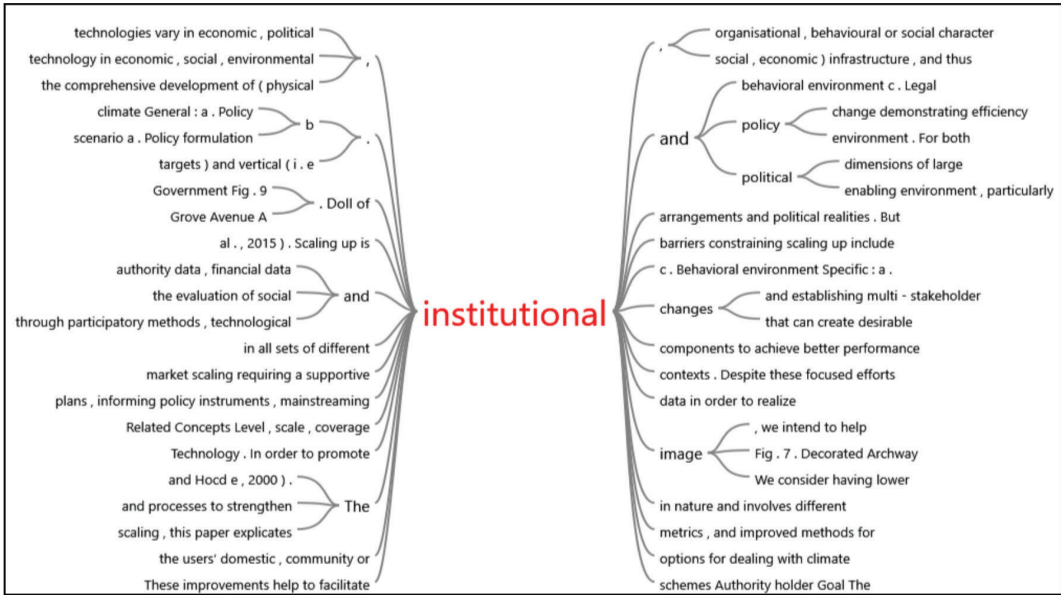 technologies vary in economic , political
technology in economic , social , environmental
the comprehensive development of ( physical
,
climate General : a . Policy
scenario a . Policy formulation
b
targets ) and vertical ( i . e
.
Government Fig . 9
Grove Avenue A
. Doll of
al . , 2015 ) . Scaling up is
authority data , financial data
the evaluation of social
through participatory methods , technological
and
in all sets of different
market scaling requiring a supportive
plans , informing policy instruments , mainstreaming
Related Concepts Level , scale , coverage
Technology . In order to promote
and Hocd e , 2000 ) .
and processes to strengthen
scaling , this paper explicates
The
the users' domestic , community or
These improvements help to facilitate
institutional
,
organisational , behavioural or social character
social , economic ) infrastructure , and thus
and
behavioral environment c . Legal
policy
change demonstrating efficiency
environment . For both
political
dimensions of large
enabling environment , particularly
arrangements and political realities . But
barriers constraining scaling up include
c . Behavioral environment Specific : a .
changes
and establishing multi - stakeholder
that can create desirable
components to achieve better performance
contexts . Despite these focused efforts
data in order to realize
image
, we intend to help
Fig . 7 . Decorated Archway
We consider having lower
in nature and involves different
metrics , and improved methods for
options for dealing with climate
schemes Authority holder Goal The